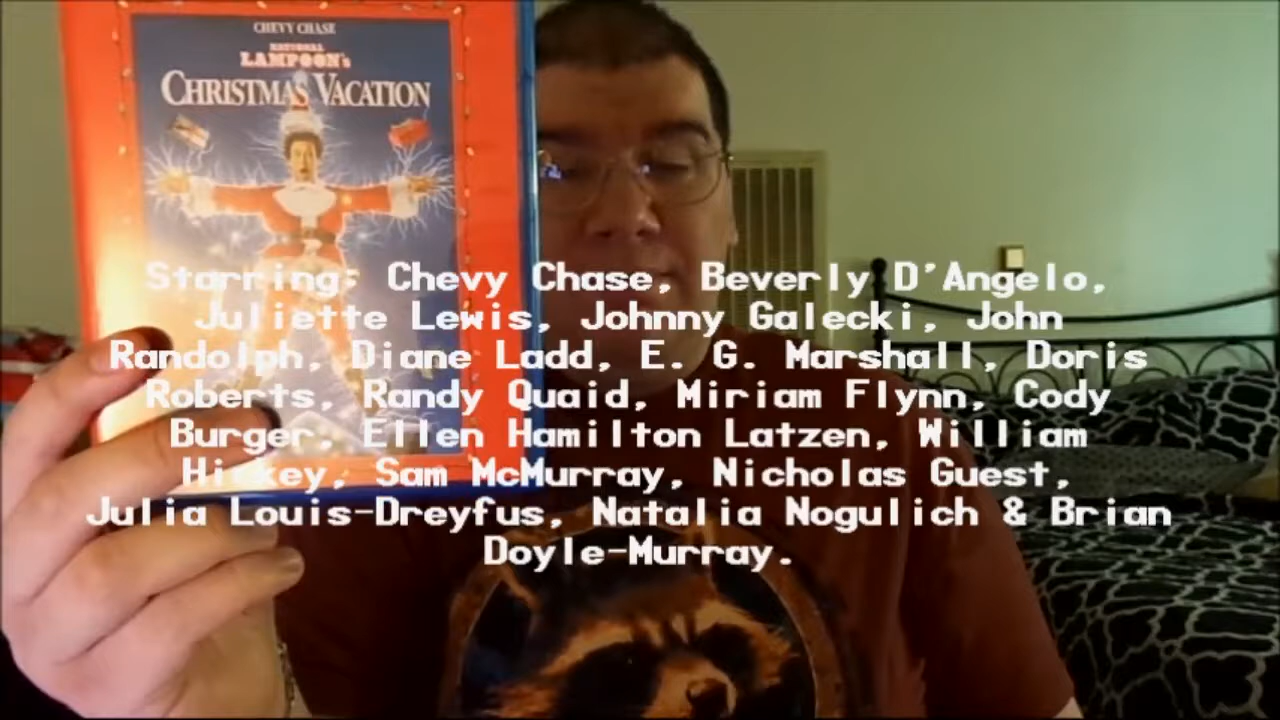 CHEVY CHASE
NATIONAL
LAMPOON's
CHRISTMAS VACATION
Starring: Chevy Chase, Beverly D'Angelo,
Juliette Lewis, Johnny Galecki, John
Randolph, Diane Ladd, E. G. Marshall, Doris
Roberts, Randy Quaid, Miriam Flynn, Cody
Burger, Ellen Hamilton Latzen, William
Hickey, Sam McMurray, Nicholas Guest,
Julia Louis-Dreyfus, Natalia Nogulich & Brian
Doyle-Murray.